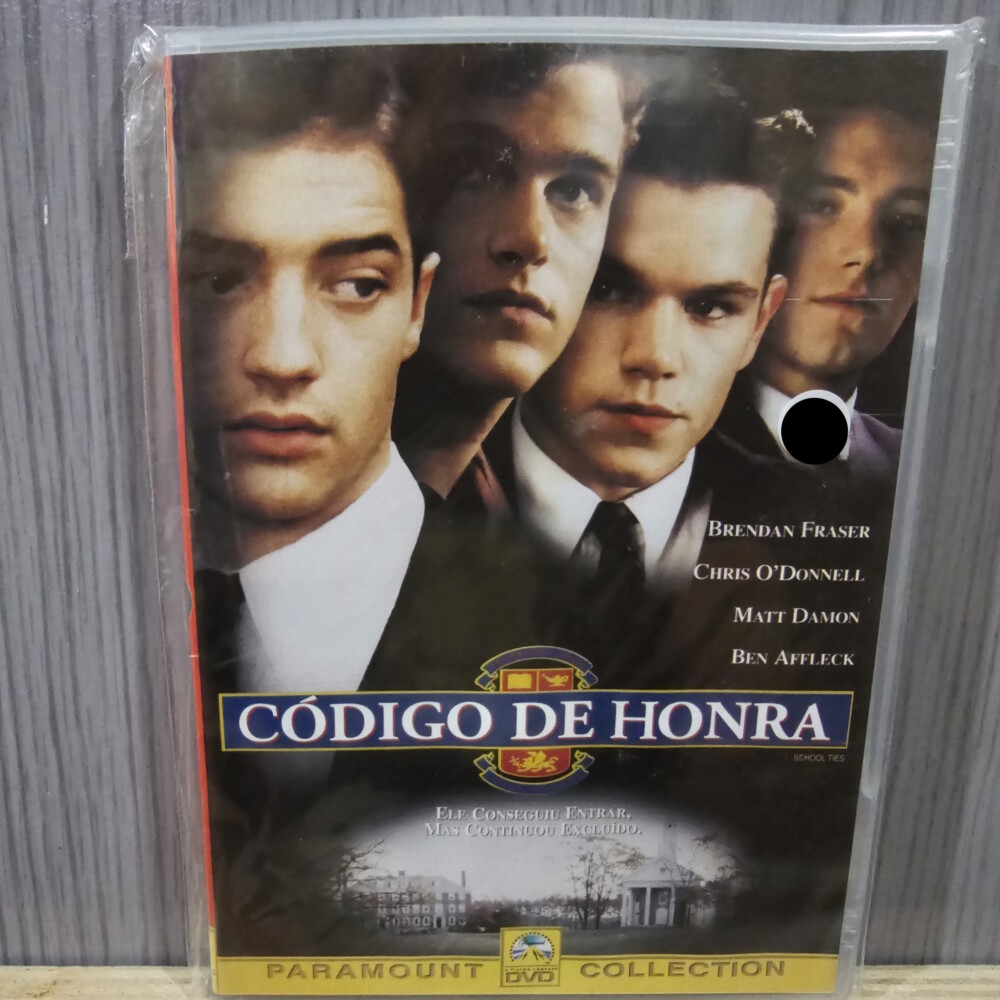 BRENDAN FRASER
CHRIS O'DONNELL
MATT DAMON
BEN AFFLECK
CÓDIGO DE HONRA
SCHOOL TIES
ELE CONSEGUIU ENTRAR,
MAS CONTINUOU EXCLUÍDO.
PARAMOUNT DVD COLLECTION